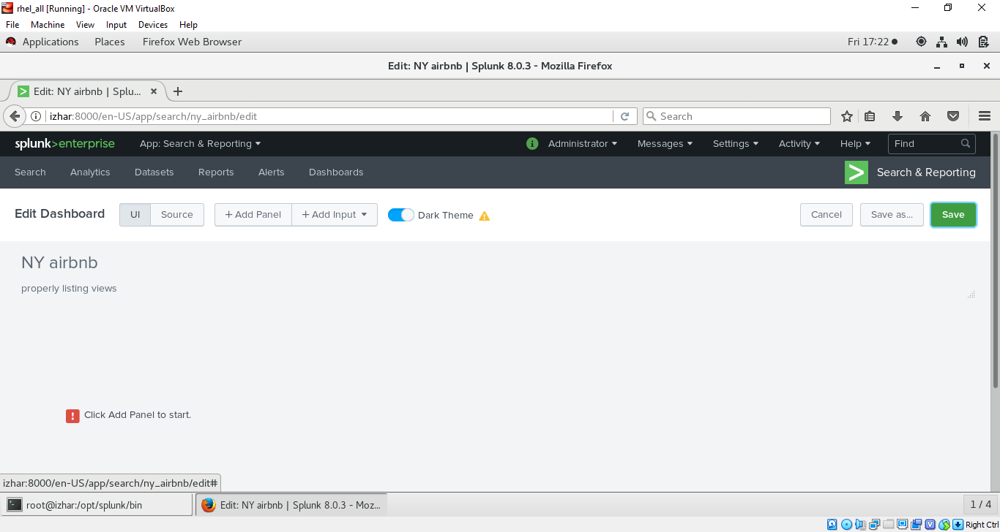 rhel_all [Running] - Oracle VM VirtualBox
File Machine View Input Devices Help
Applications Places Firefox Web Browser Fri 17:22
Edit: NY airbnb | Splunk 8.0.3 - Mozilla Firefox
Edit: NY airbnb | Splu...
izhar:8000/en-US/app/search/ny_airbnb/edit Search
splunk>enterprise App: Search & Reporting Administrator Messages Settings Activity Help Find
Search Analytics Datasets Reports Alerts Dashboards Search & Reporting
Edit Dashboard UI Source + Add Panel + Add Input Dark Theme Cancel Save as... Save
NY airbnb
properly listing views
Click Add Panel to start.
izhar:8000/en-US/app/search/ny_airbnb/edit#
root@izhar:/opt/splunk/bin Edit: NY airbnb | Splunk 8.0.3 - Moz... 1 / 4
Right Ctrl